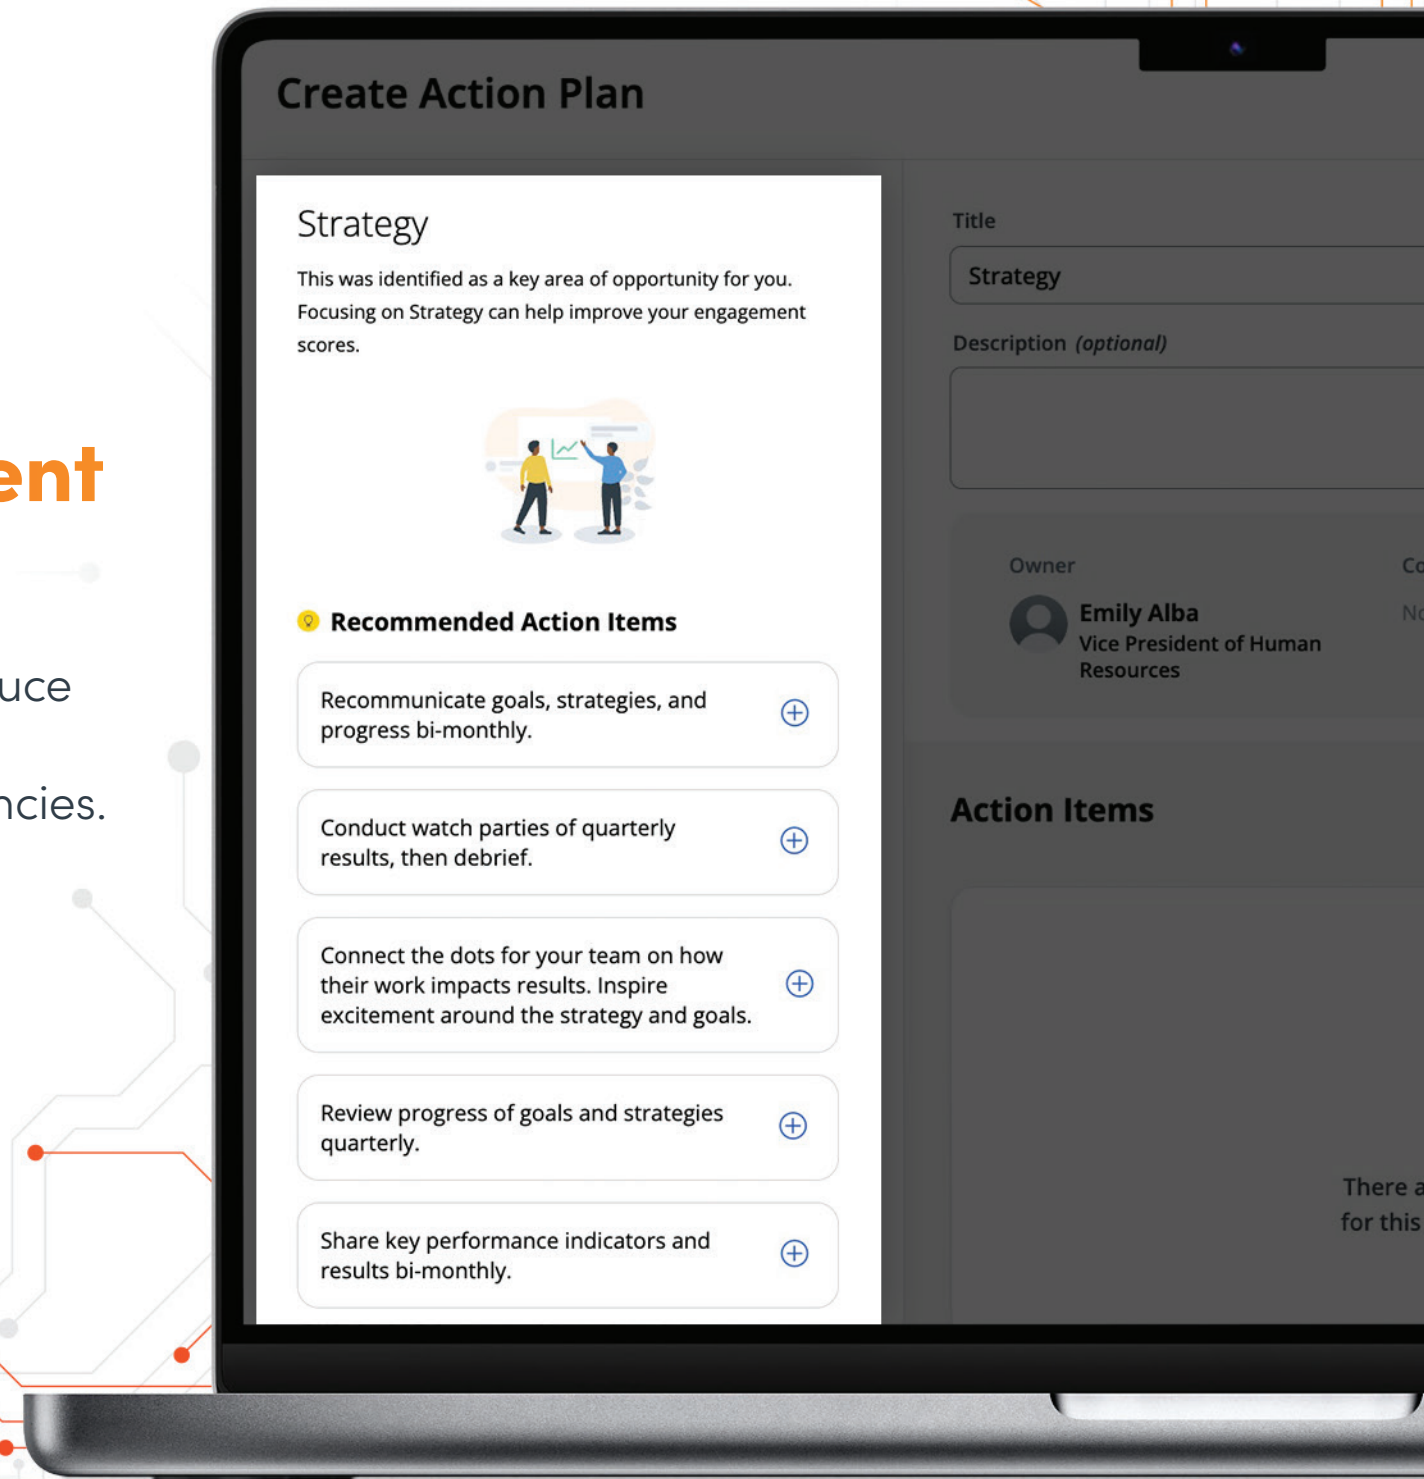 ent
uce
ncies.
Create Action Plan
Strategy
This was identified as a key area of opportunity for you.
Focusing on Strategy can help improve your engagement
scores.
Recommended Action Items
Recommunicate goals, strategies, and
progress bi-monthly.
Conduct watch parties of quarterly
results, then debrief.
Connect the dots for your team on how
their work impacts results. Inspire
excitement around the strategy and goals.
Review progress of goals and strategies
quarterly.
Share key performance indicators and
results bi-monthly.
Title
Strategy
Description (optional)
Owner
Emily Alba
Vice President of Human
Resources
Co
No
Action Items
There a
for this